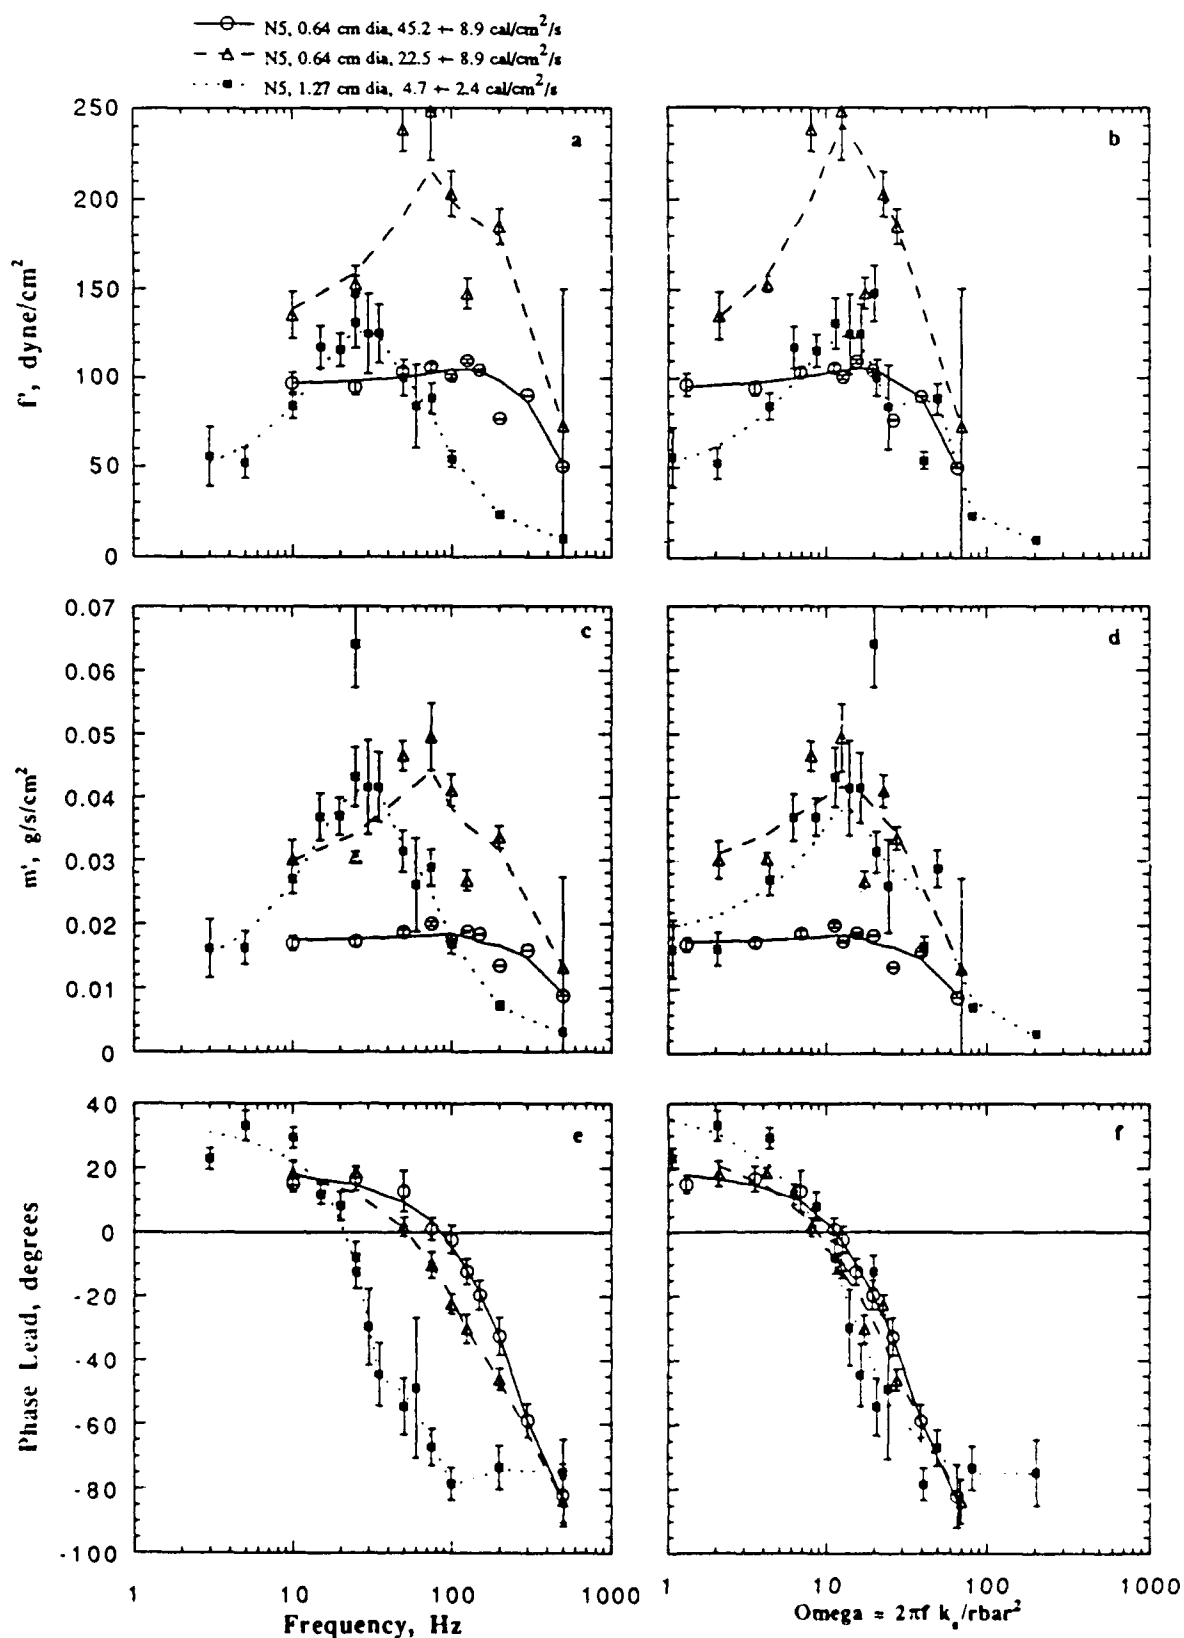 N5, 0.64 cm dia, 45.2 +- 8.9 cal/cm²/s
N5, 0.64 cm dia, 22.5 +- 8.9 cal/cm²/s
N5, 1.27 cm dia, 4.7 +- 2.4 cal/cm²/s
250
200
150
100
50
0
f', dyne/cm²
a
b
0.07
0.06
0.05
0.04
0.03
0.02
0.01
0
m', g/s/cm²
c
d
40
20
0
-20
-40
-60
-80
-100
Phase Lead, degrees
e
f
1 10 100 1000
Frequency, Hz
1 10 100 1000
Omega = 2πf kₛ/rbar²